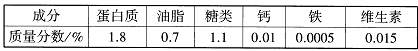 成分 蛋白质 油脂 糖类 钙 铁 维生素
质量分数/% 1.8 0.7 1.1 0.01 0.0005 0.015